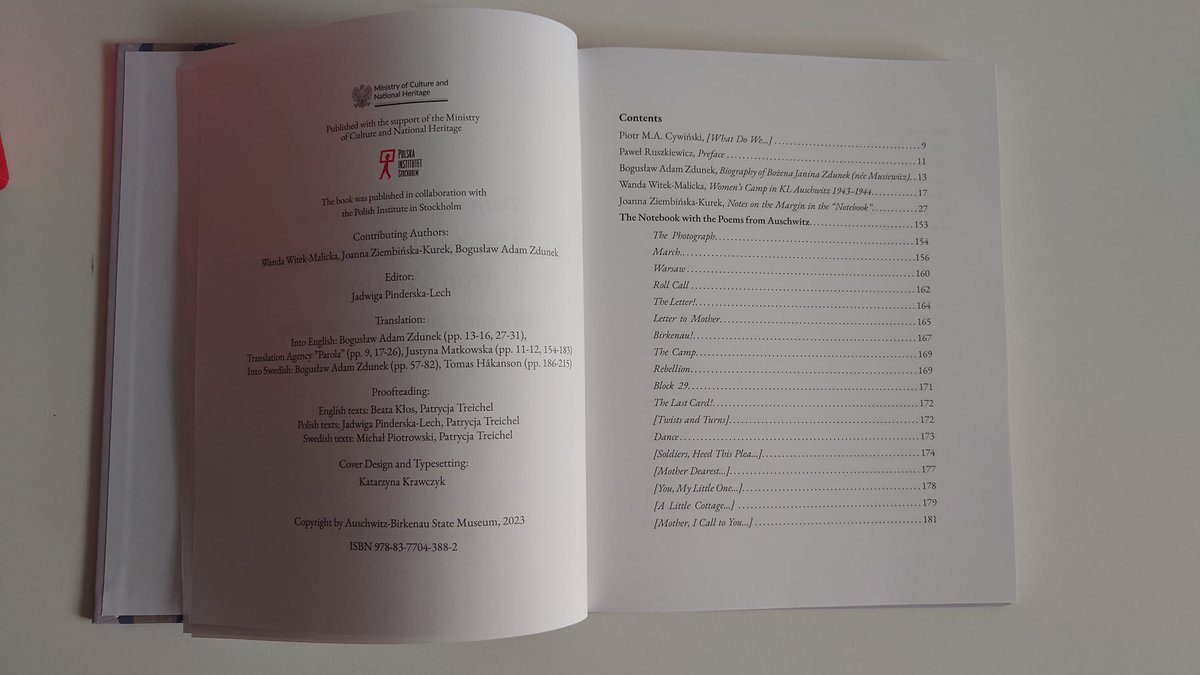 Ministry of Culture and
National Heritage
Published with the support of the Ministry
of Culture and National Heritage
POLSKA
INSTITUTET
STOCKHOLM
The book was published in collaboration with
the Polish Institute in Stockholm
Contributing Authors:
Wanda Witek-Malicka, Joanna Ziembińska-Kurek, Bogusław Adam Zdunek
Editor:
Jadwiga Pinderska-Lech
Translation:
Into English: Bogusław Adam Zdunek (pp. 13-16, 27-31),
Translation Agency "Parola" (pp. 9, 17-26), Justyna Matkowska (pp. 11-12, 154-183)
Into Swedish: Bogusław Adam Zdunek (pp. 57-82), Tomas Håkanson (pp. 186-215)
Proofreading:
English texts: Beata Kłos, Patrycja Treichel
Polish texts: Jadwiga Pinderska-Lech, Patrycja Treichel
Swedish texts: Michał Piotrowski, Patrycja Treichel
Cover Design and Typesetting:
Katarzyna Krawczyk
Copyright by Auschwitz-Birkenau State Museum, 2023
ISBN 978-83-7704-388-2
Contents
Piotr M.A. Cywiński, [What Do We...] 9
Paweł Ruszkiewicz, Preface 11
Bogusław Adam Zdunek, Biography of Bożena Janina Zdunek (née Musiewicz). 13
Wanda Witek-Malicka, Women's Camp in KL Auschwitz 1943–1944 17
Joanna Ziembińska-Kurek, Notes on the Margin in the "Notebook" 27
The Notebook with the Poems from Auschwitz 153
The Photograph 154
March 156
Warsaw 160
Roll Call 162
The Letter! 164
Letter to Mother 165
Birkenau! 167
The Camp 169
Rebellion 169
Block 29 171
The Last Card! 172
[Twists and Turns] 172
Dance 173
[Soldiers, Heed This Plea...] 174
[Mother Dearest...] 177
[You, My Little One...] 178
[A Little Cottage...] 179
[Mother, I Call to You...] 181